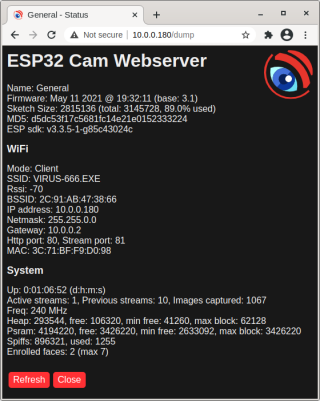 General - Status
Not secure | 10.0.0.180/dump
ESP32 Cam Webserver
Name: General
Firmware: May 11 2021 @ 19:32:11 (base: 3.1)
Sketch Size: 2815136 (total: 3145728, 89.0% used)
MD5: d5dc53f17c5681fc14e21e0152333224
ESP sdk: v3.3.5-1-g85c43024c
WiFi
Mode: Client
SSID: VIRUS-666.EXE
Rssi: -70
BSSID: 2C:91:AB:47:38:66
IP address: 10.0.0.180
Netmask: 255.255.0.0
Gateway: 10.0.0.2
Http port: 80, Stream port: 81
MAC: 3C:71:BF:F9:D0:98
System
Up: 0:01:06:52 (d:h:m:s)
Active streams: 1, Previous streams: 10, Images captured: 1067
Freq: 240 MHz
Heap: 293544, free: 106320, min free: 41260, max block: 62128
Psram: 4194220, free: 3426220, min free: 2633092, max block: 3426220
Spiffs: 896321, used: 1255
Enrolled faces: 2 (max 7)
Refresh Close